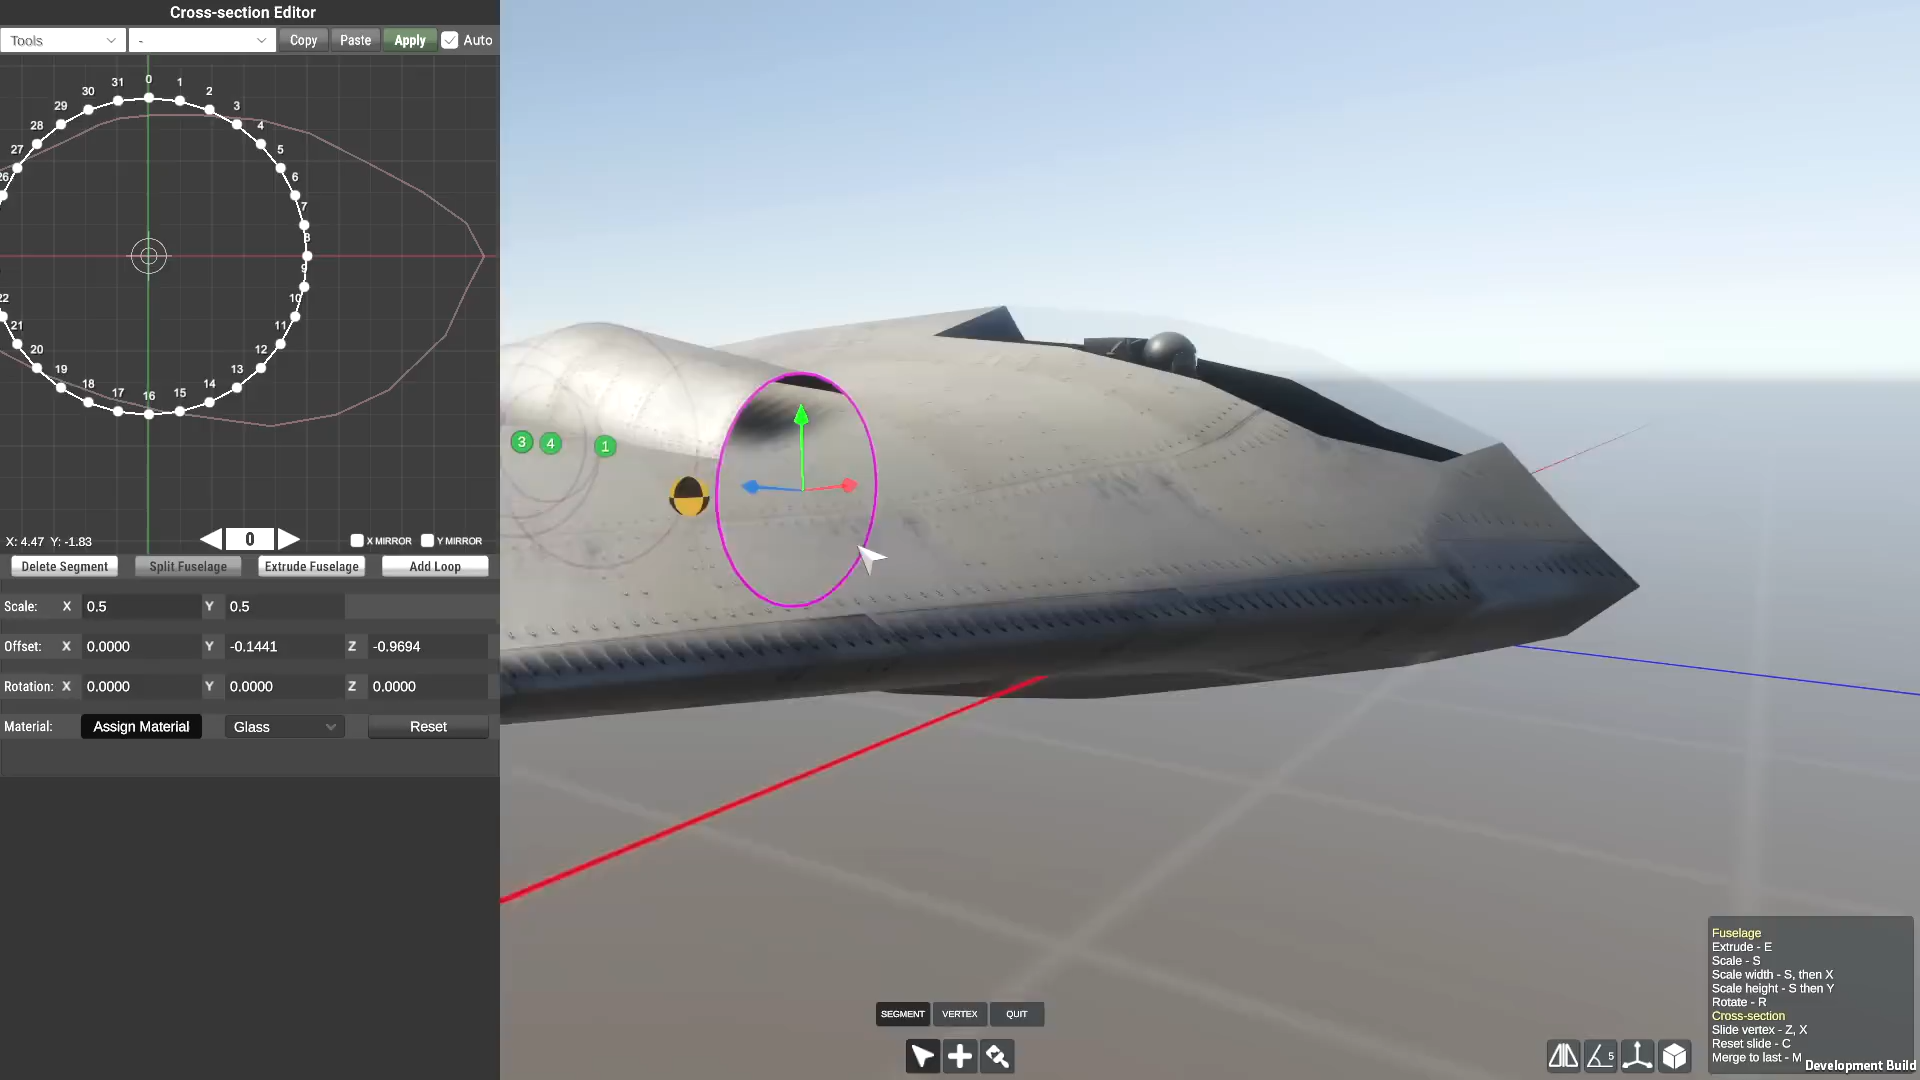 Cross-section Editor
Tools - Copy Paste Apply Auto
31 0 1
30 2
29 3
28 4
27 5
26 6
7
8
9
22 10
21 11
20 12
19 13
18 14
17 16 15
X: 4.47 Y: -1.83 0 X MIRROR Y MIRROR
Delete Segment Split Fuselage Extrude Fuselage Add Loop
Scale: X 0.5 Y 0.5
Offset: X 0.0000 Y -0.1441 Z -0.9694
Rotation: X 0.0000 Y 0.0000 Z 0.0000
Material: Assign Material Glass Reset
3 4 1
SEGMENT VERTEX QUIT
5
Fuselage
Extrude - E
Scale - S
Scale width - S, then X
Scale height - S then Y
Rotate - R
Cross-section
Slide vertex - Z, X
Reset slide - C
Merge to last - M
Development Build